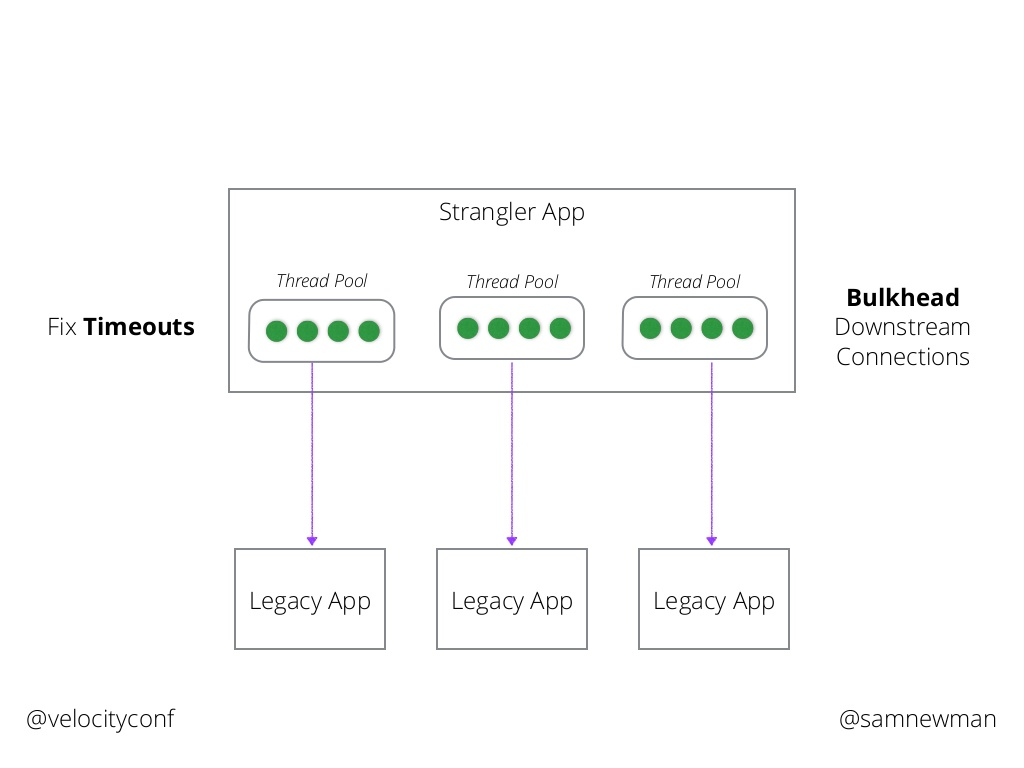 Strangler App
Thread Pool
Thread Pool
Thread Pool
Fix Timeouts
Bulkhead
Downstream
Connections
Legacy App
Legacy App
Legacy App
@velocityconf
@samnewman